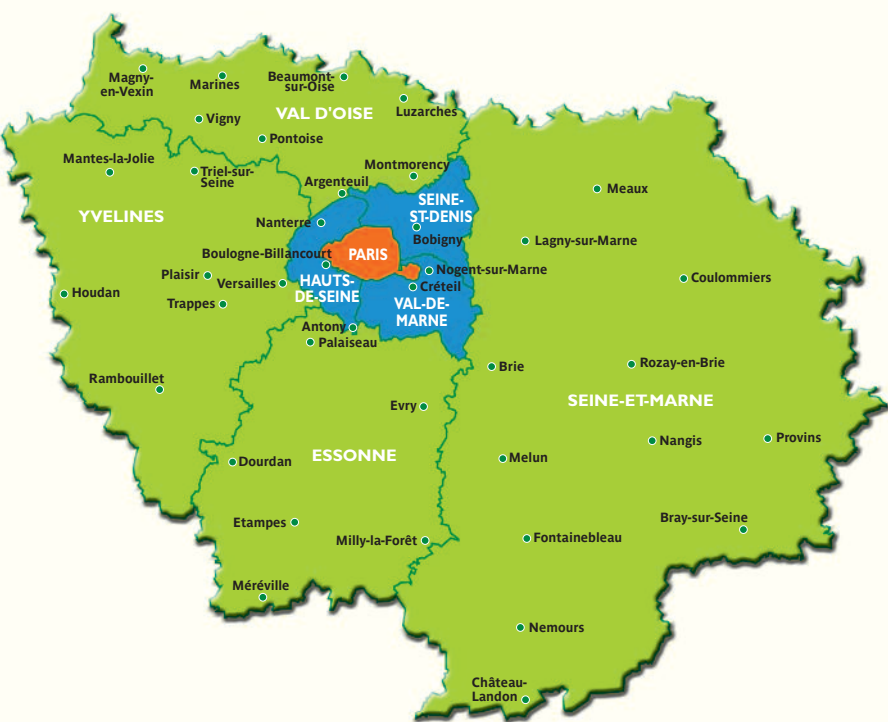 Magny-
en-Vexin
Marines
Beaumont-
sur-Oise
Luzarches
VAL D'OISE
Vigny
Pontoise
Mantes-la-Jolie
Triel-sur-
Seine
Montmorency
Argenteuil
SEINE-
ST-DENIS
Meaux
YVELINES
Nanterre
Bobigny
Lagny-sur-Marne
Boulogne-Billancourt
PARIS
Nogent-sur-Marne
Plaisir
Versailles
HAUTS-
DE-SEINE
Créteil
Coulommiers
Houdan
Trappes
VAL-DE-
MARNE
Antony
Palaiseau
Brie
Rozay-en-Brie
Rambouillet
Evry
SEINE-ET-MARNE
Nangis
Provins
ESSONNE
Dourdan
Melun
Etampes
Bray-sur-Seine
Milly-la-Forêt
Fontainebleau
Méréville
Nemours
Château-
Landon